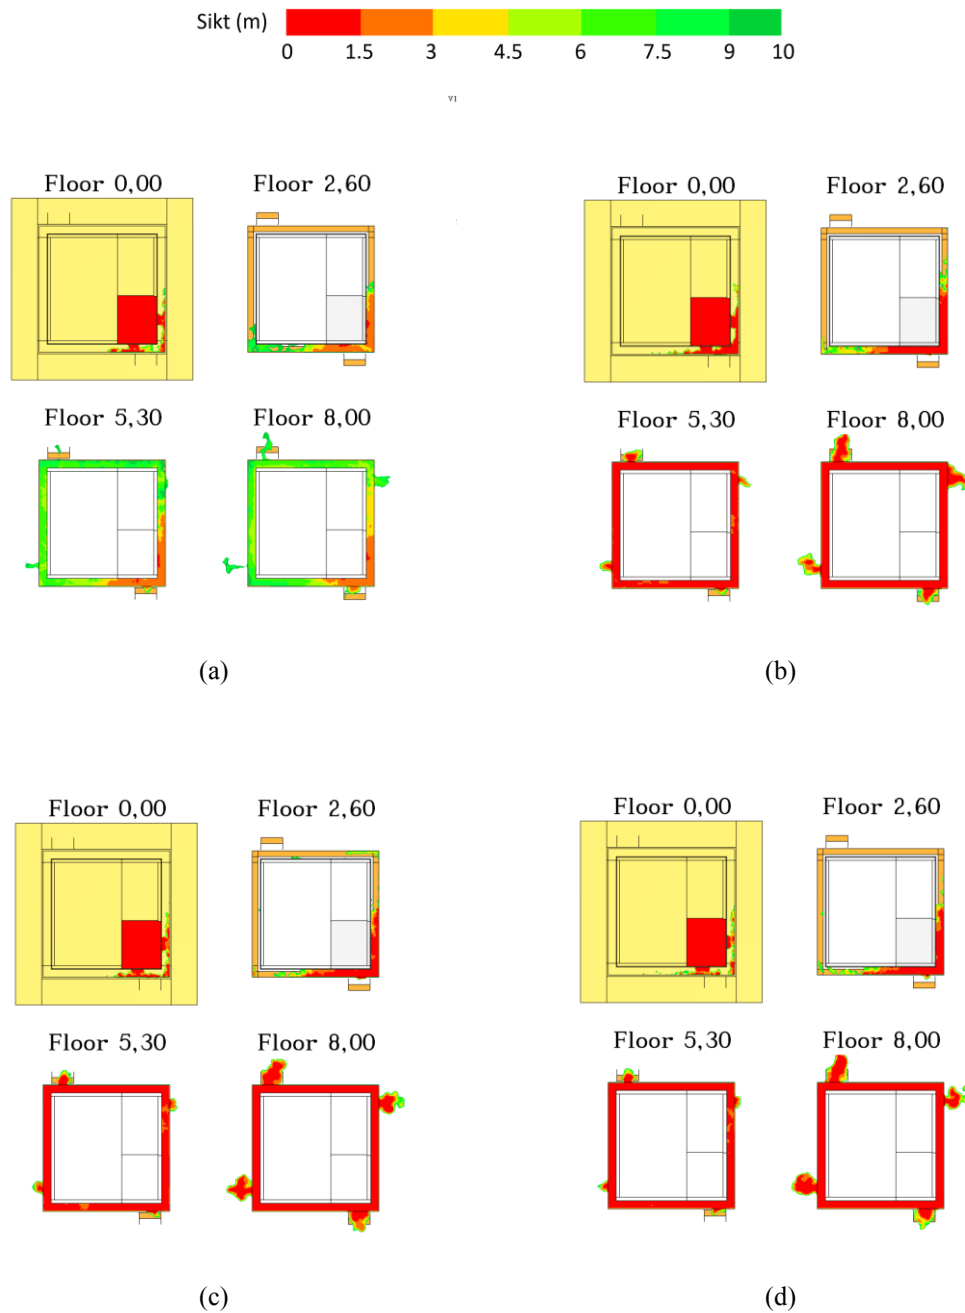 Sikt (m)
0 1.5 3 4.5 6 7.5 9 10
Floor 0,00 Floor 2,60 Floor 0,00 Floor 2,60
Floor 5,30 Floor 8,00 Floor 5,30 Floor 8,00
(a) (b)
Floor 0,00 Floor 2,60 Floor 0,00 Floor 2,60
Floor 5,30 Floor 8,00 Floor 5,30 Floor 8,00
(c) (d)